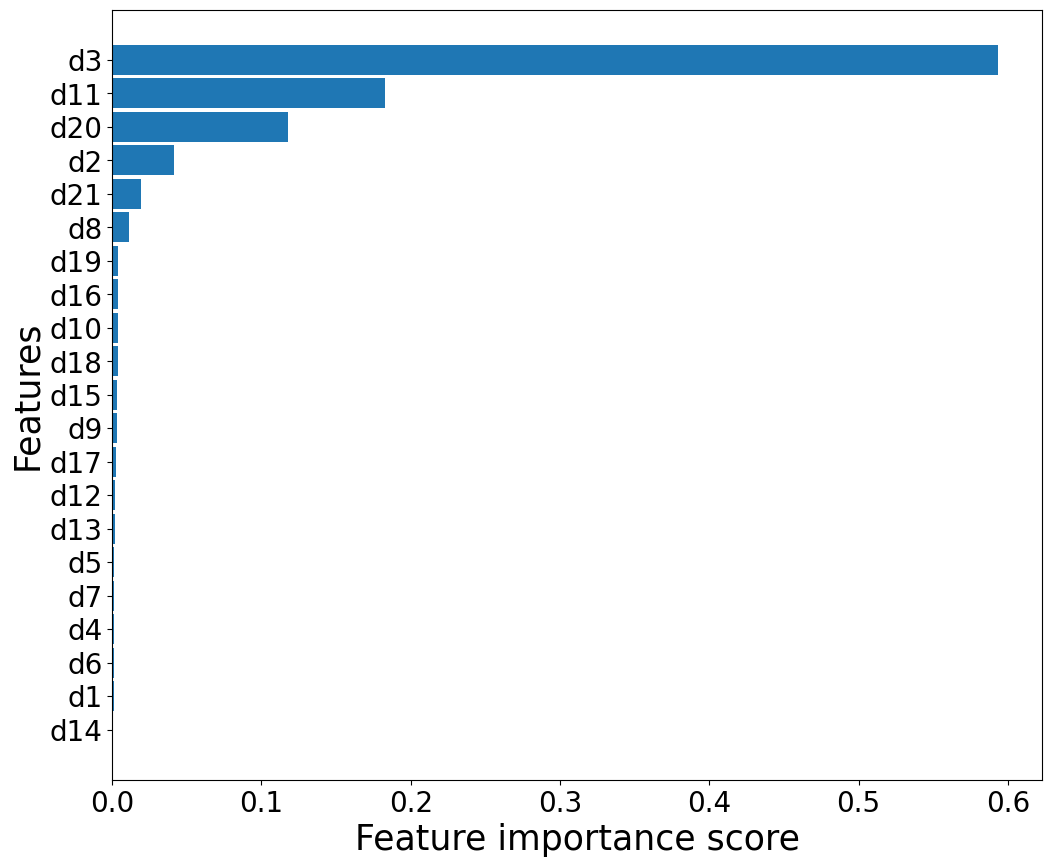 d3
d11
d20
d2
d21
d8
d19
d16
d10
d18
d15
d9
d17
d12
d13
d5
d7
d4
d6
d1
d14
Features
0.0 0.1 0.2 0.3 0.4 0.5 0.6
Feature importance score